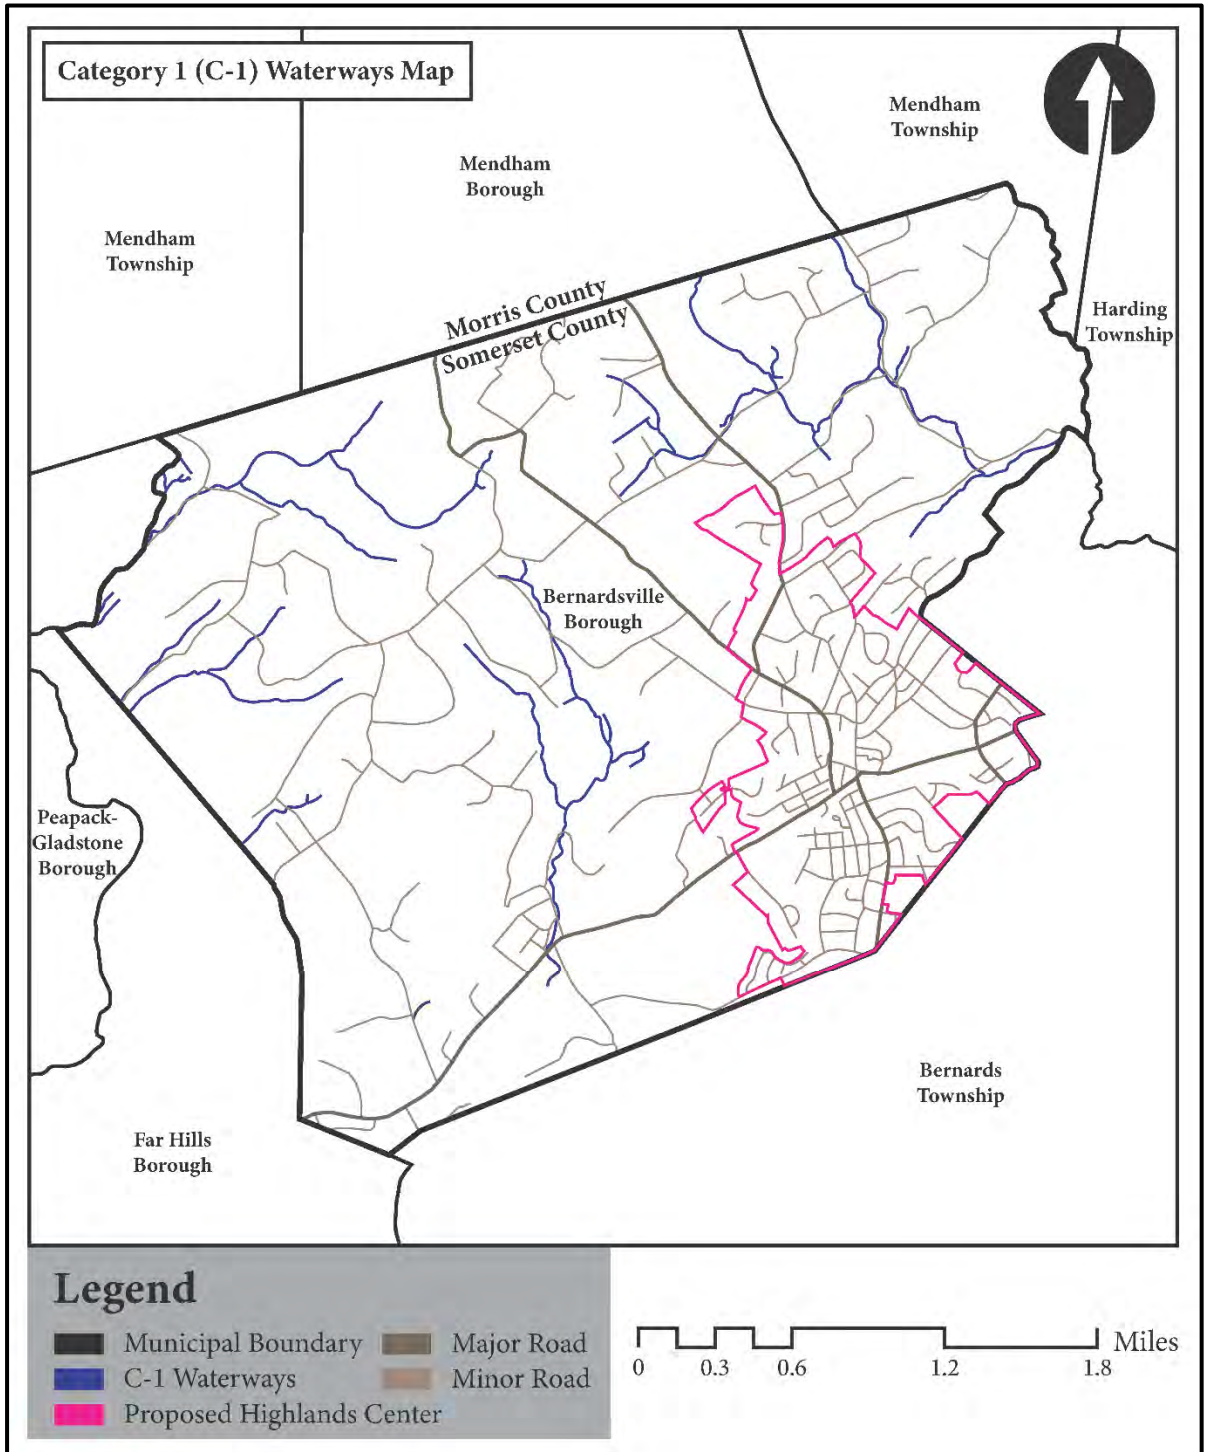 Category 1 (C-1) Waterways Map
Mendham
Township
Mendham
Borough
Mendham
Township
Morris County
Somerset County
Harding
Township
Bernardsville
Borough
Peapack-
Gladstone
Borough
Bernards
Township
Far Hills
Borough
Legend
Municipal Boundary
Major Road
C-1 Waterways
Minor Road
Proposed Highlands Center
Miles
0 0.3 0.6 1.2 1.8